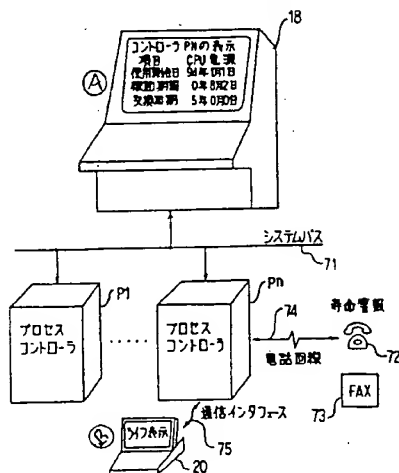 18
コントローラ PNの表示
項目 CPU電源
使用開始日 94年01月1日
稼動期間 0年8月2日
交換期間 5年0月0日
A
システムバス
71
P1
Pn
74
寿命警報
プロセス
コントローラ
プロセス
コントローラ
電話回線
72
FAX
73
通信インタフェース
B
ライフ表示
75
20